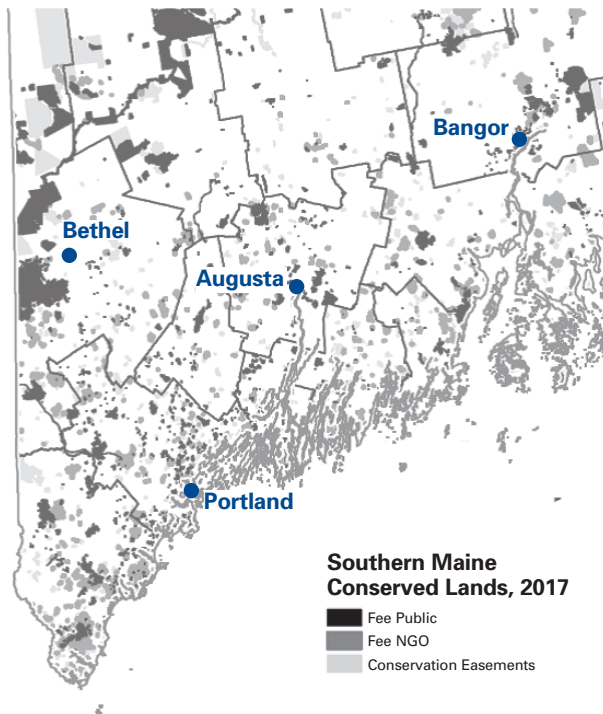 Bangor
Bethel
Augusta
Portland
Southern Maine
Conserved Lands, 2017
Fee Public
Fee NGO
Conservation Easements